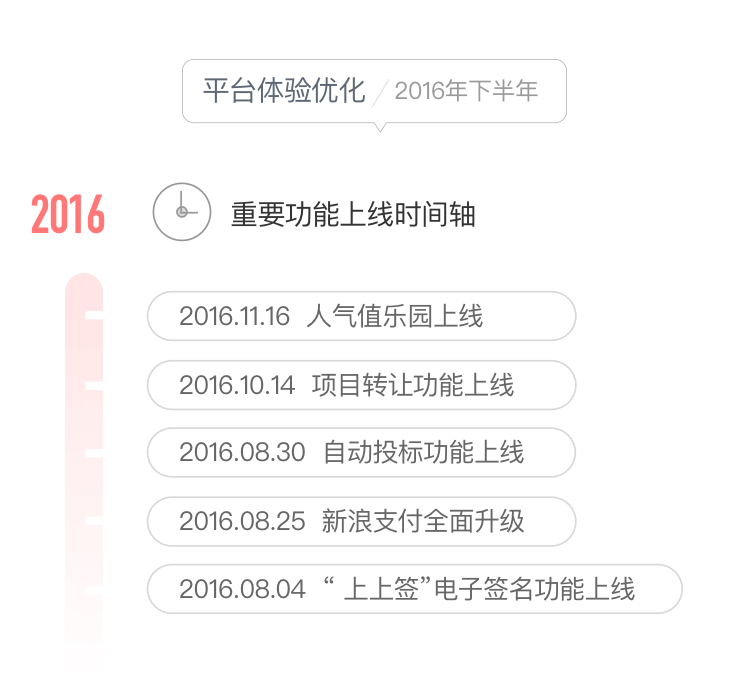 平台体验优化 / 2016年下半年
2016
重要功能上线时间轴
2016.11.16 人气值乐园上线
2016.10.14 项目转让功能上线
2016.08.30 自动投标功能上线
2016.08.25 新浪支付全面升级
2016.08.04 “ 上上签”电子签名功能上线